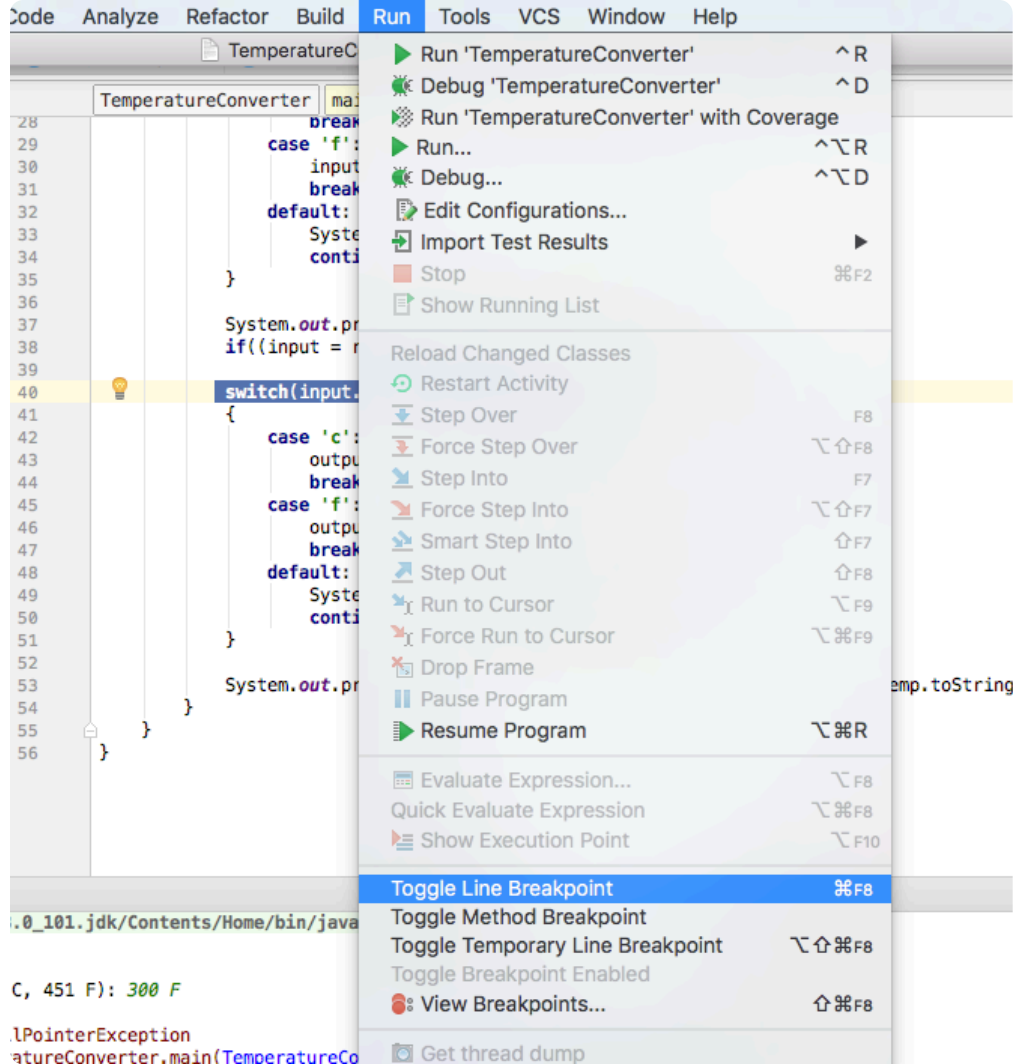 Code Analyze Refactor Build Run Tools VCS Window Help
TemperatureC
TemperatureConverter mai
Run 'TemperatureConverter' ^R
Debug 'TemperatureConverter' ^D
Run 'TemperatureConverter' with Coverage
Run... ^⌥R
Debug... ^⌥D
Edit Configurations...
Import Test Results ▶
Stop ⌘F2
Show Running List
Reload Changed Classes
Restart Activity
Step Over F8
Force Step Over ⌥⇧F8
Step Into F7
Force Step Into ⌥⇧F7
Smart Step Into ⇧F7
Step Out ⇧F8
Run to Cursor ⌥F9
Force Run to Cursor ⌥⌘F9
Drop Frame
Pause Program
Resume Program ⌥⌘R
Evaluate Expression... ⌥F8
Quick Evaluate Expression ⌥⌘F8
Show Execution Point ⌥F10
Toggle Line Breakpoint ⌘F8
Toggle Method Breakpoint
Toggle Temporary Line Breakpoint ⌥⇧⌘F8
Toggle Breakpoint Enabled
View Breakpoints... ⇧⌘F8
Get thread dump
28 break
29 case 'f':
30 input
31 break
32 default:
33 Syste
34 conti
35 }
36
37 System.out.pr
38 if((input = r
39
40 switch(input.
41 {
42 case 'c':
43 outpu
44 break
45 case 'f':
46 outpu
47 break
48 default:
49 Syste
50 conti
51 }
52
53 System.out.pr emp.toString
54 }
55 }
56 }
.0_101.jdk/Contents/Home/bin/java
C, 451 F): 300 F
lPointerException
atureConverter.main(TemperatureCo